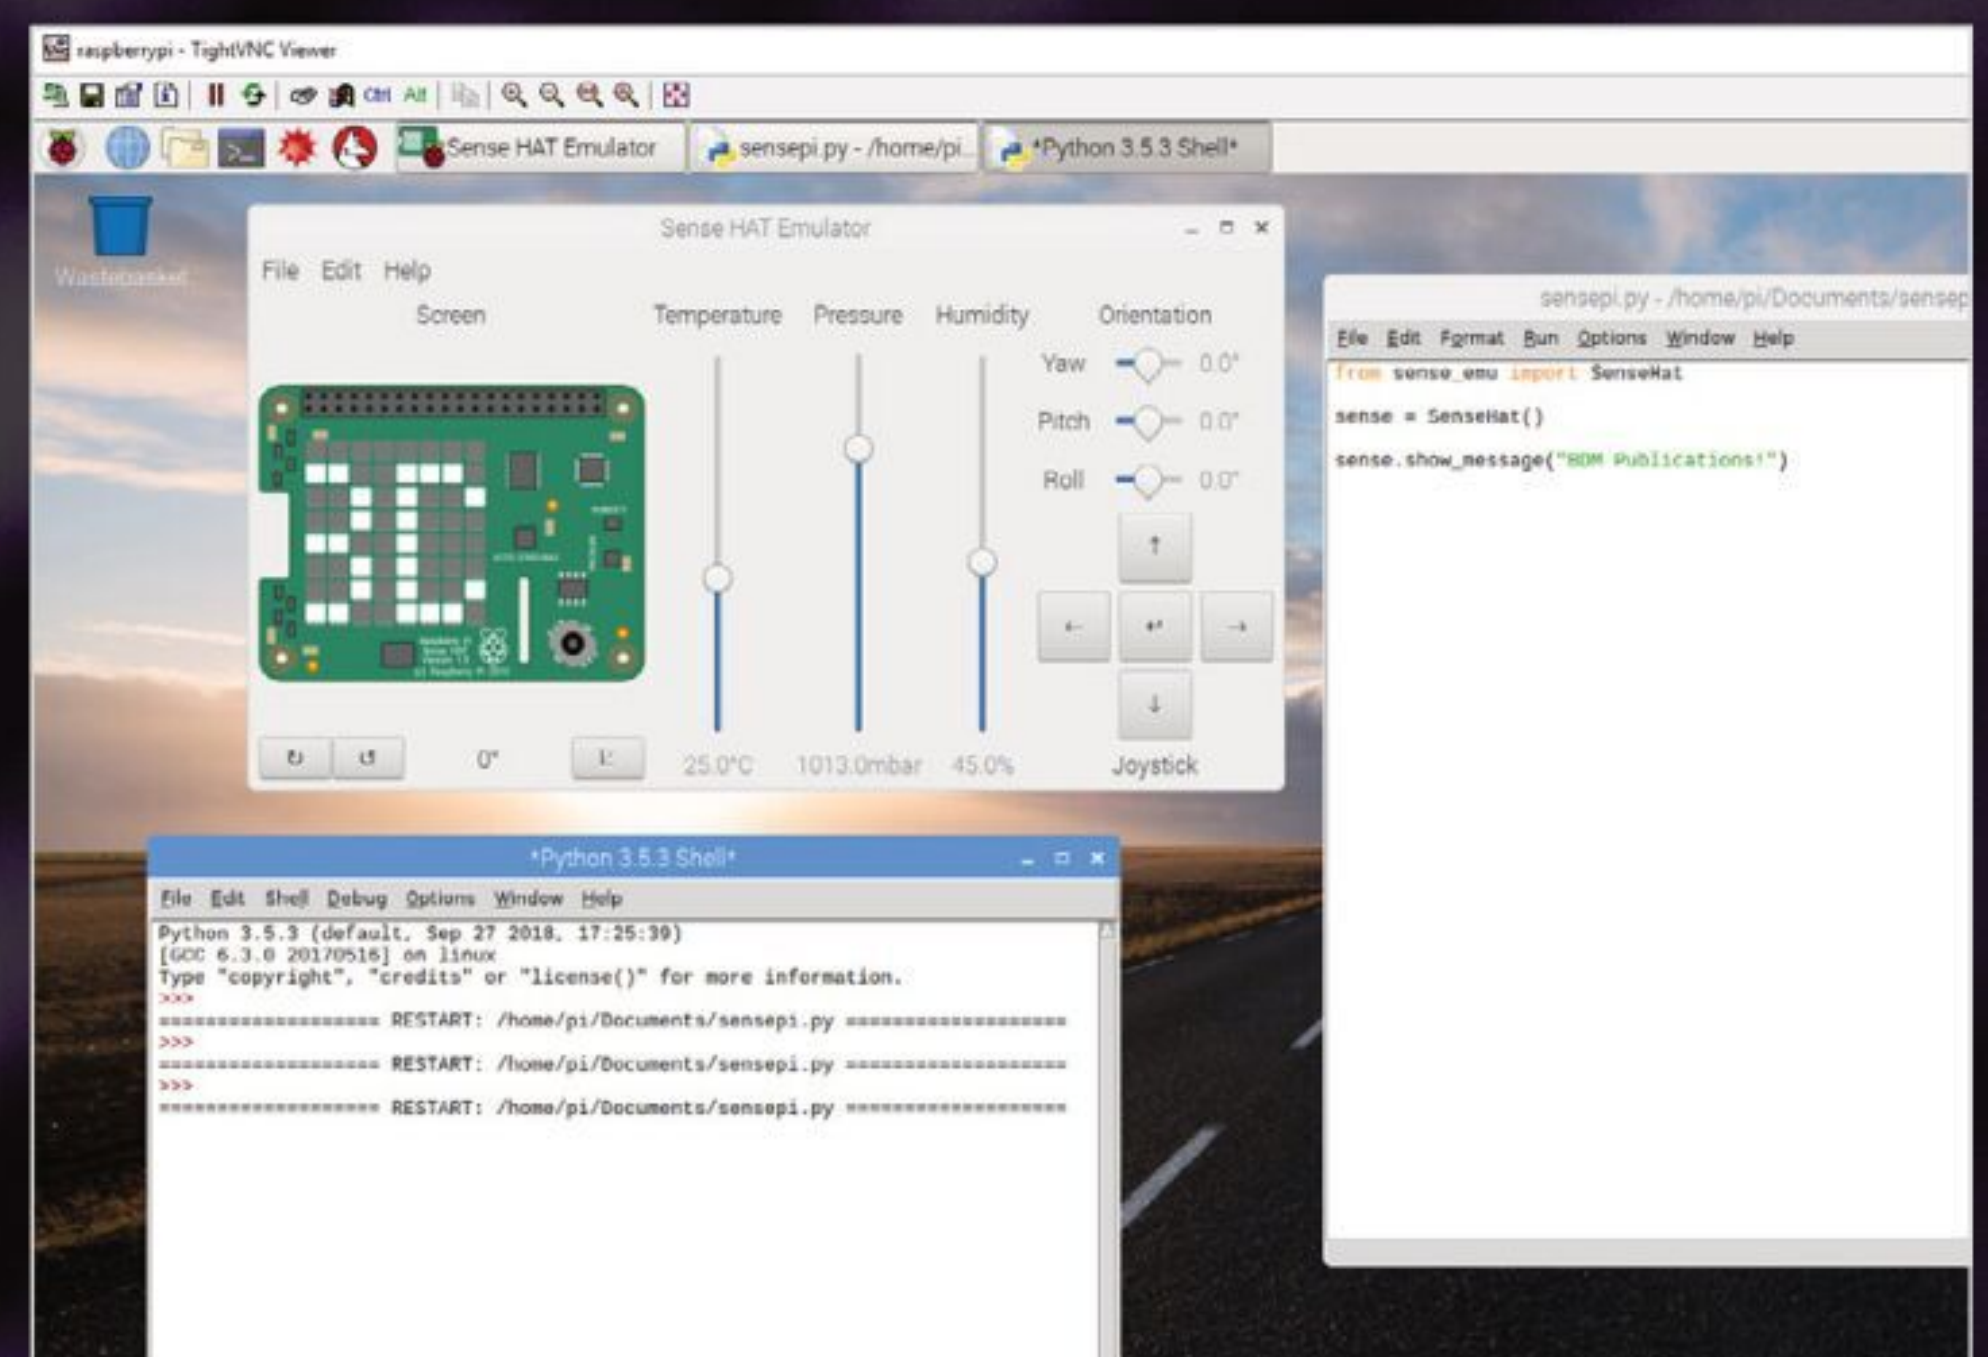 raspberrypi - TightVNC Viewer
Ctrl Alt
Sense HAT Emulator
sensepi.py - /home/pi...
*Python 3.5.3 Shell*
Wastebasket
Sense HAT Emulator
File Edit Help
Screen Temperature Pressure Humidity Orientation
Yaw 0.0°
Pitch 0.0°
Roll 0.0°
↑
← ↵ →
↓
↻ ↺ 0° 1:
25.0°C 1013.0mbar 45.0% Joystick
sensepi.py - /home/pi/Documents/sensep
File Edit Format Run Options Window Help
from sense_emu import SenseHat
sense = SenseHat()
sense.show_message("BDM Publications!")
*Python 3.5.3 Shell*
File Edit Shell Debug Options Window Help
Python 3.5.3 (default, Sep 27 2018, 17:25:39)
[GCC 6.3.0 20170516] on linux
Type "copyright", "credits" or "license()" for more information.
>>>
=================== RESTART: /home/pi/Documents/sensepi.py ===================
>>>
=================== RESTART: /home/pi/Documents/sensepi.py ===================
>>>
=================== RESTART: /home/pi/Documents/sensepi.py ===================